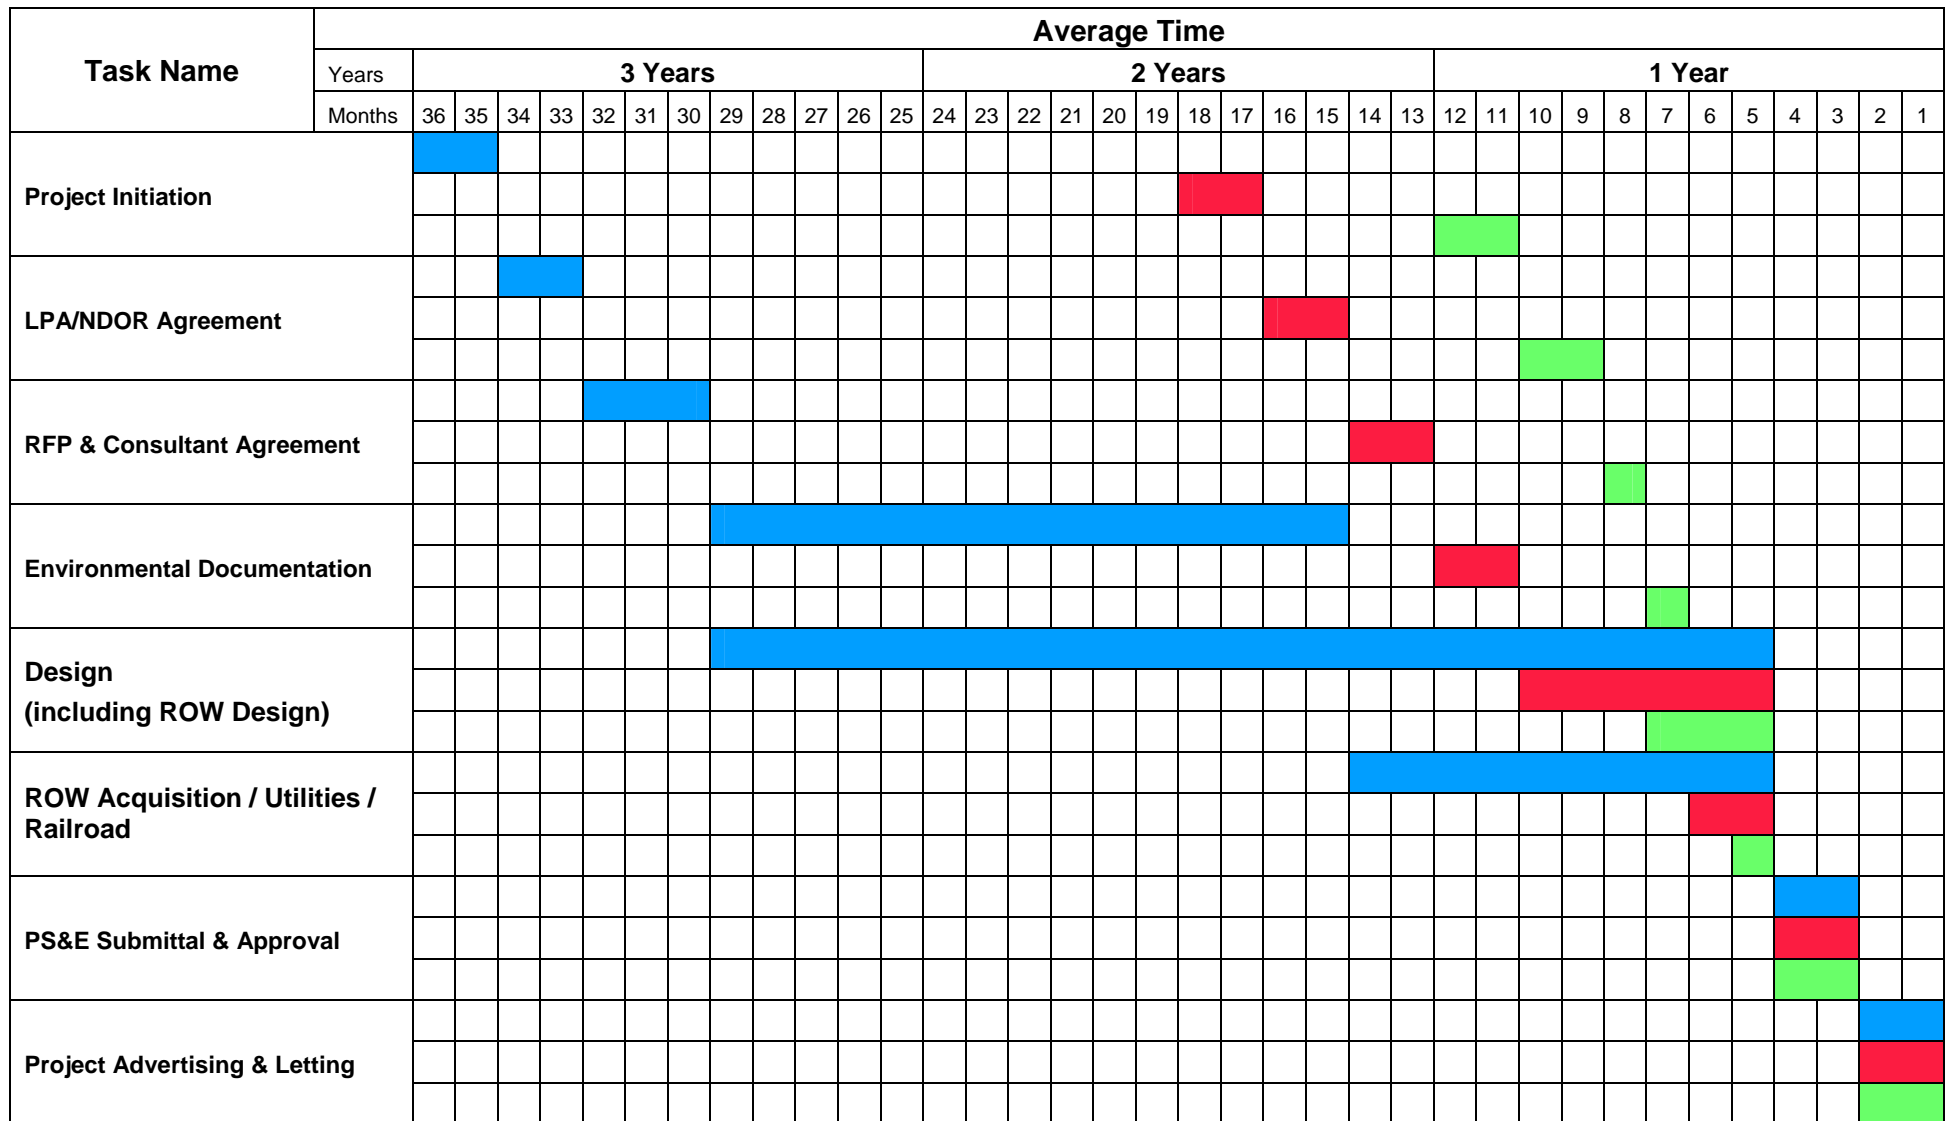 Average Time
Task Name
Years 3 Years 2 Years 1 Year
Months 36 35 34 33 32 31 30 29 28 27 26 25 24 23 22 21 20 19 18 17 16 15 14 13 12 11 10 9 8 7 6 5 4 3 2 1
Project Initiation
LPA/NDOR Agreement
RFP & Consultant Agreement
Environmental Documentation
Design
(including ROW Design)
ROW Acquisition / Utilities /
Railroad
PS&E Submittal & Approval
Project Advertising & Letting